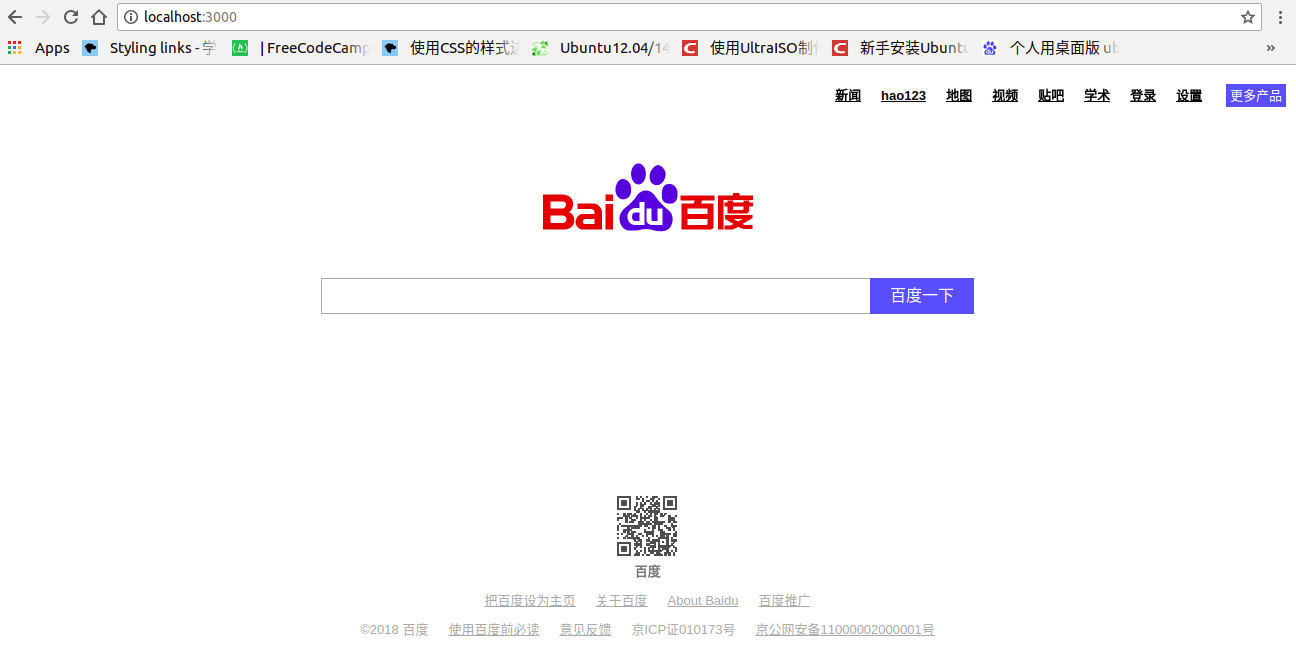 localhost:3000
Apps Styling links - 学 | FreeCodeCamp 使用CSS的样式 Ubuntu12.04/14 使用UltraISO制 新手安装Ubuntu 个人用桌面版 ub »
新闻 hao123 地图 视频 贴吧 学术 登录 设置 更多产品
Bai du 百度
百度一下
百度
把百度设为主页 关于百度 About Baidu 百度推广
©2018 百度 使用百度前必读 意见反馈 京ICP证010173号 京公网安备11000002000001号